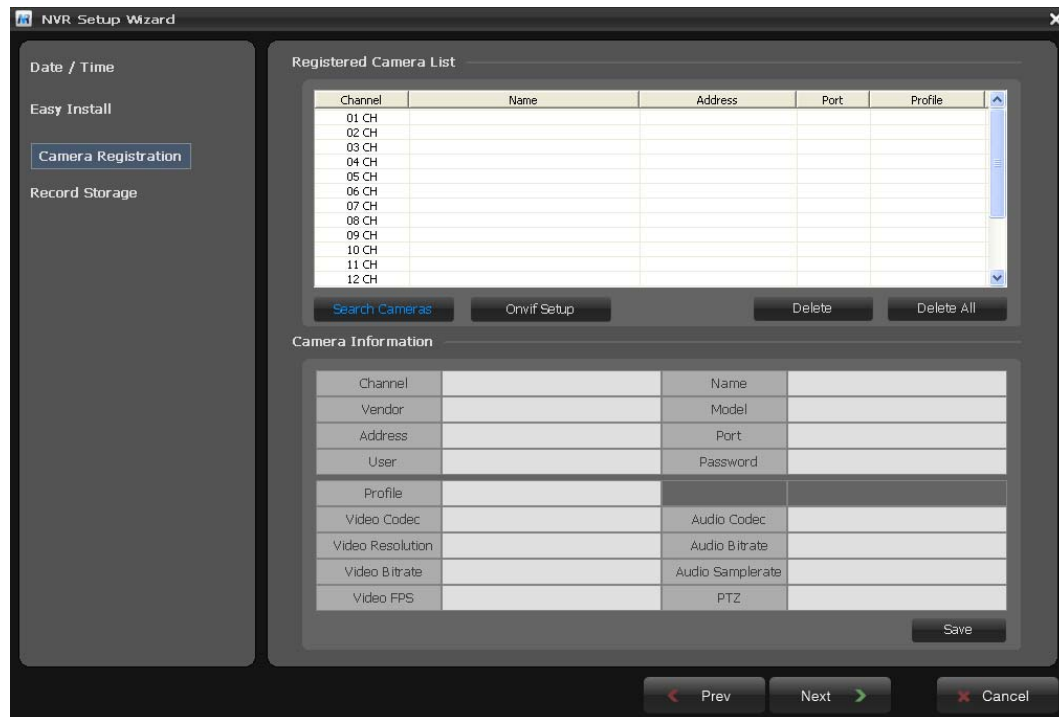 NVR Setup Wizard
Date / Time
Easy Install
Camera Registration
Record Storage
Registered Camera List
Channel Name Address Port Profile
01 CH
02 CH
03 CH
04 CH
05 CH
06 CH
07 CH
08 CH
09 CH
10 CH
11 CH
12 CH
Search Cameras Onvif Setup Delete Delete All
Camera Information
Channel Name
Vendor Model
Address Port
User Password
Profile
Video Codec Audio Codec
Video Resolution Audio Bitrate
Video Bitrate Audio Samplerate
Video FPS PTZ
Save
Prev Next Cancel